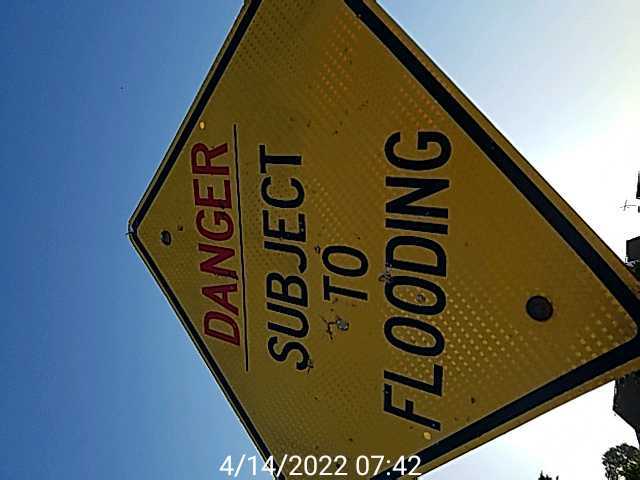 DANGER
SUBJECT
TO
FLOODING
4/14/2022 07:42